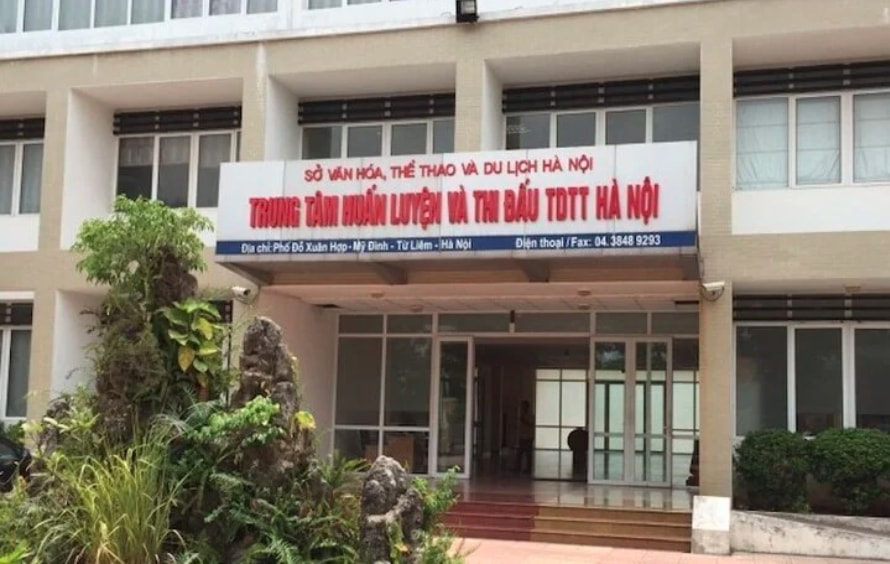 SỞ VĂN HÓA, THỂ THAO VÀ DU LỊCH HÀ NỘI
TRUNG TÂM HUẤN LUYỆN VÀ THI ĐẤU TDTT HÀ NỘI
Địa chỉ: Phố Đỗ Xuân Hợp - Mỹ Đình - Từ Liêm - Hà Nội Điện thoại / Fax: 04. 3848 9293